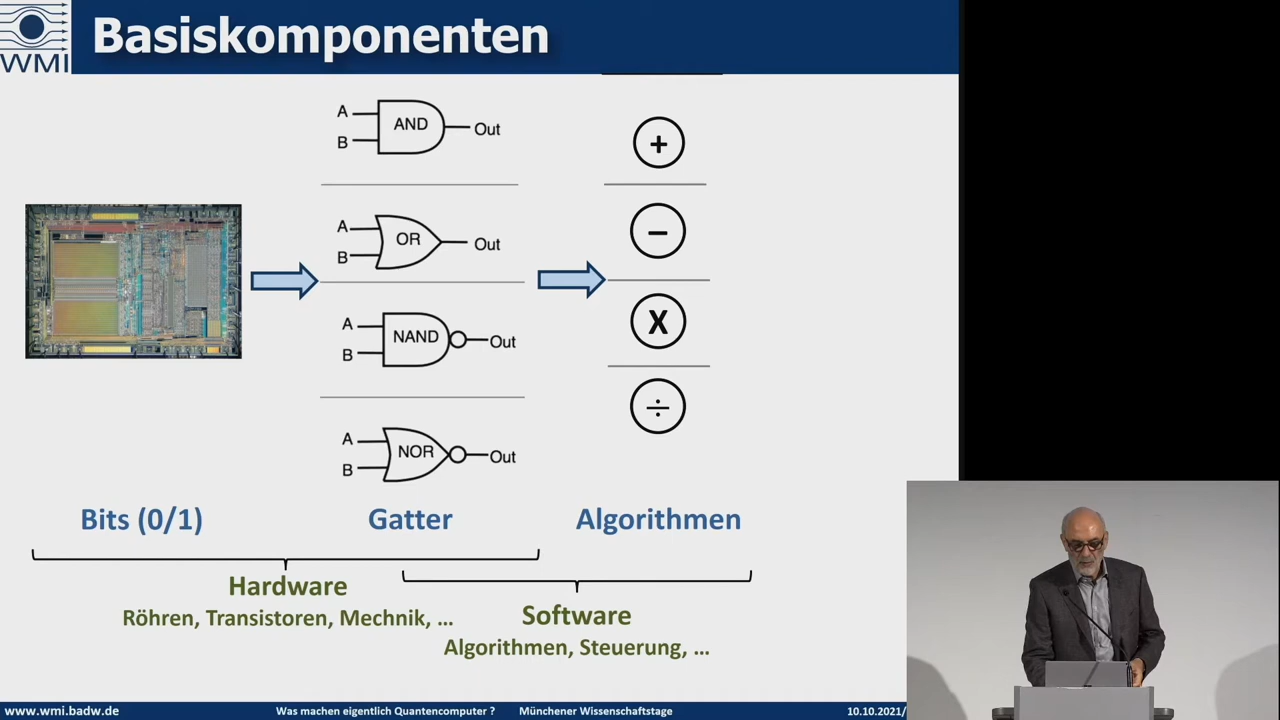 WMI
Basiskomponenten
A
B
AND
Out
+
A
B
OR
Out
−
A
B
NAND
Out
X
A
B
NOR
Out
÷
Bits (0/1)
Gatter
Algorithmen
Hardware
Röhren, Transistoren, Mechnik, ...
Software
Algorithmen, Steuerung, ...
www.wmi.badw.de
Was machen eigentlich Quantencomputer ?
Münchener Wissenschaftstage
10.10.2021/